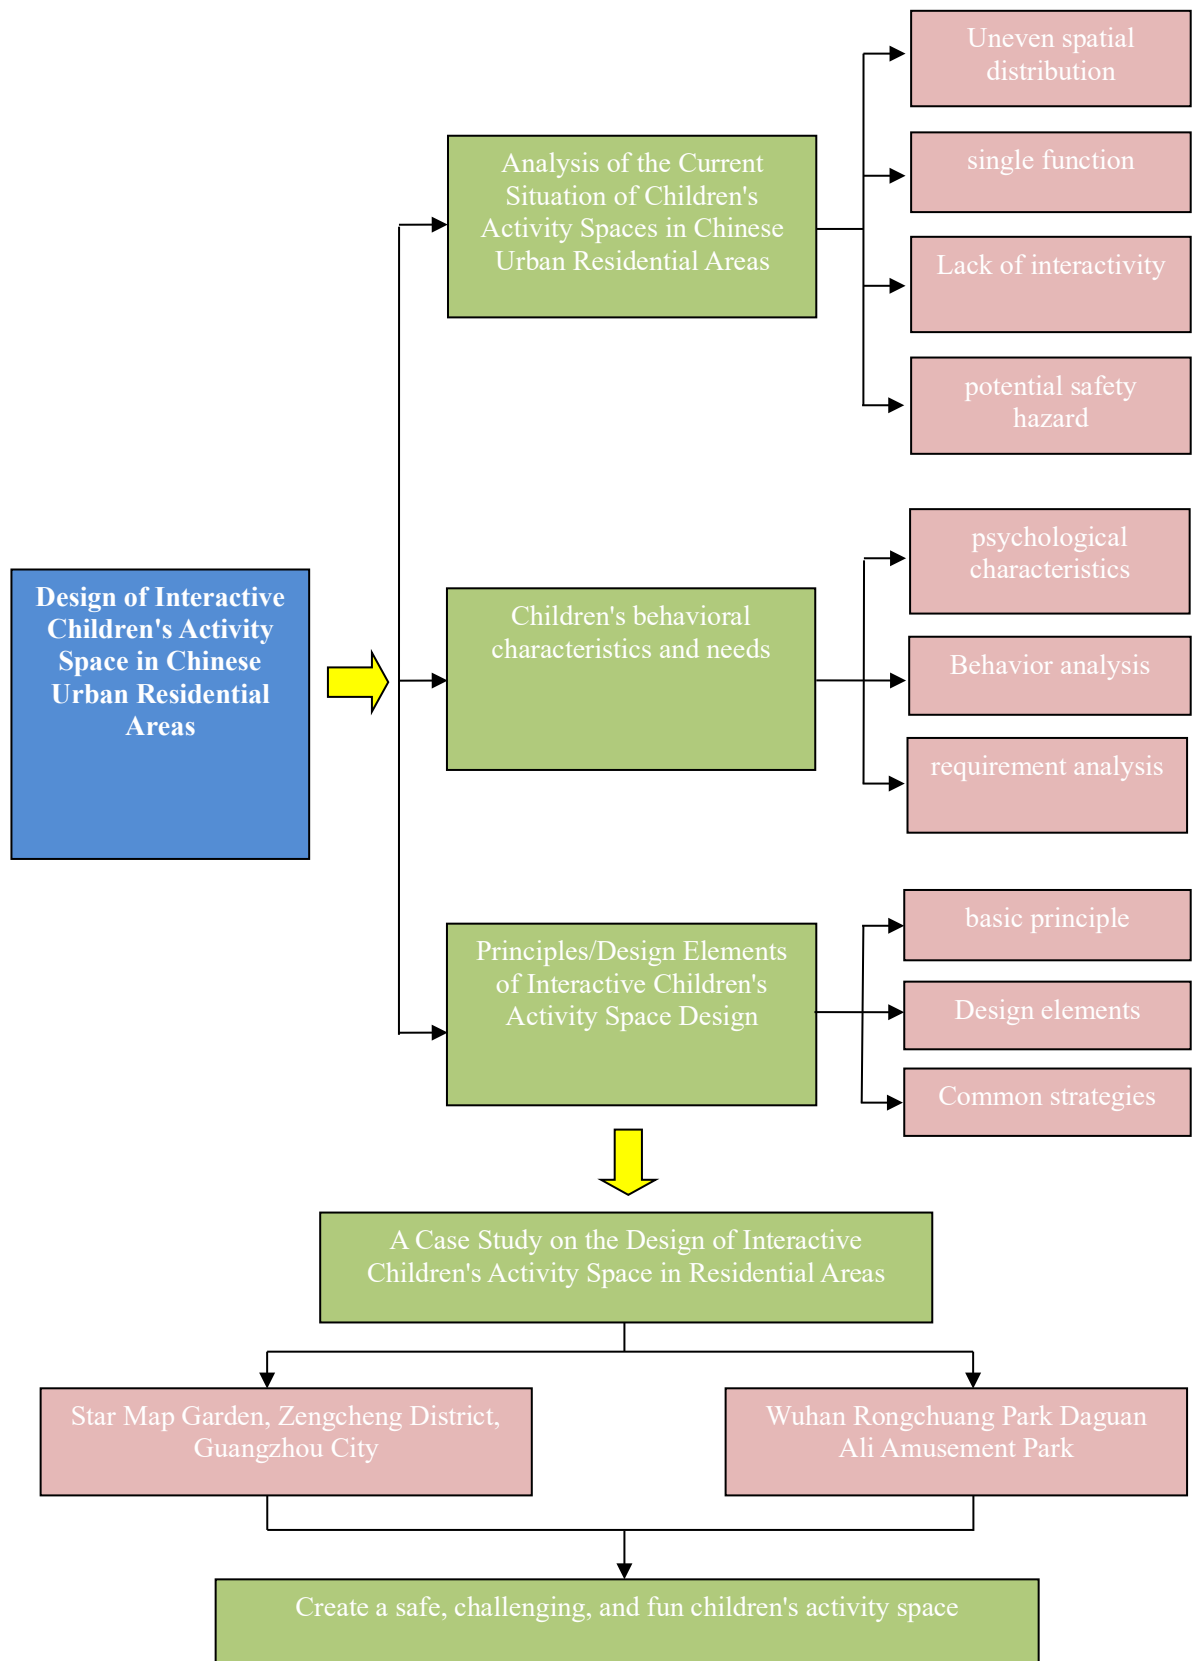 Uneven spatial
distribution
Analysis of the Current
Situation of Children's
Activity Spaces in Chinese
Urban Residential Areas
single function
Lack of interactivity
potential safety
hazard
Design of Interactive
Children's Activity
Space in Chinese
Urban Residential
Areas
Children's behavioral
characteristics and needs
psychological
characteristics
Behavior analysis
requirement analysis
Principles/Design Elements
of Interactive Children's
Activity Space Design
basic principle
Design elements
Common strategies
A Case Study on the Design of Interactive
Children's Activity Space in Residential Areas
Star Map Garden, Zengcheng District,
Guangzhou City
Wuhan Rongchuang Park Daguan
Ali Amusement Park
Create a safe, challenging, and fun children's activity space